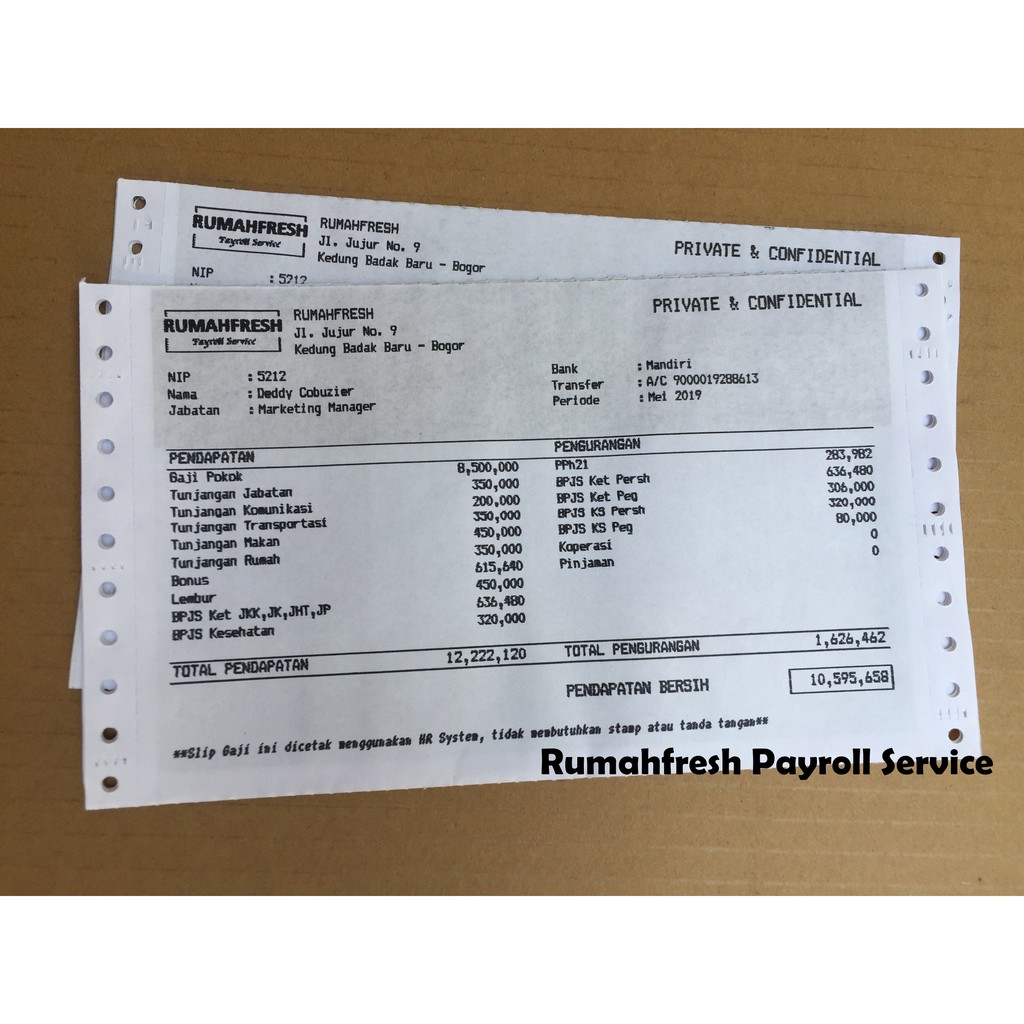 RUMAHFRESH
Payroll Service
RUMAHFRESH
Jl. Jujur No. 9
Kedung Badak Baru - Bogor
PRIVATE & CONFIDENTIAL
NIP : 5212
RUMAHFRESH
Payroll Service
RUMAHFRESH
Jl. Jujur No. 9
Kedung Badak Baru - Bogor
PRIVATE & CONFIDENTIAL
NIP : 5212
Nama : Deddy Cobuzier
Jabatan : Marketing Manager
Bank : Mandiri
Transfer : A/C 9000019288613
Periode : Mei 2019
PENDAPATAN
Gaji Pokok 8,500,000
Tunjangan Jabatan 350,000
Tunjangan Komunikasi 200,000
Tunjangan Transportasi 350,000
Tunjangan Makan 450,000
Tunjangan Rumah 350,000
Bonus 615,640
Lembur 450,000
BPJS Ket JKK,JK,JHT,JP 636,480
BPJS Kesehatan 320,000
TOTAL PENDAPATAN 12,222,120
PENGURANGAN
PPh21 283,982
BPJS Ket Persh 636,480
BPJS Ket Peg 306,000
BPJS KS Persh 320,000
BPJS KS Peg 80,000
Koperasi 0
Pinjaman 0
TOTAL PENGURANGAN 1,626,462
PENDAPATAN BERSIH 10,595,658
**Slip Gaji ini dicetak menggunakan HR System, tidak membutuhkan stamp atau tanda tangan**
Rumahfresh Payroll Service